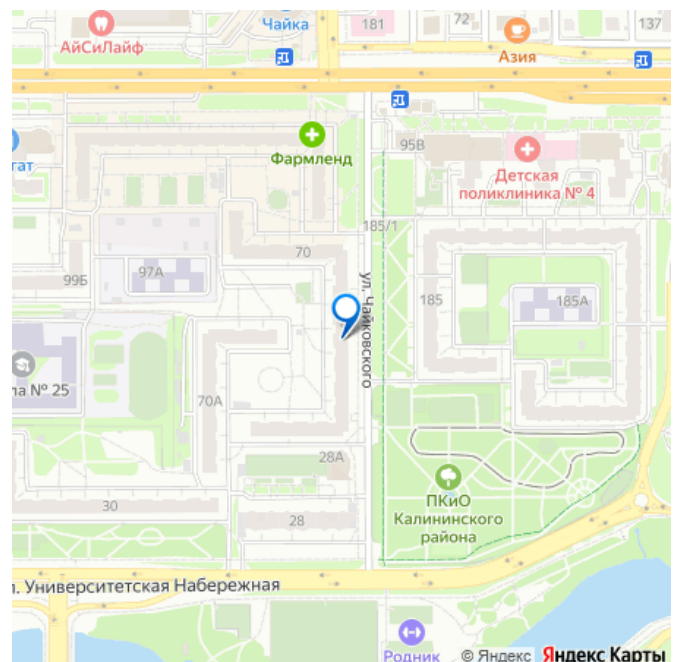 72
137
181
Чайка
АйСиЛайф
Азия
95В
Фармленд
гат
Детская
поликлиника № 4
185/1
70
97А
99Б
185
185А
ул. Чайковского
ла № 25
70А
28А
ПКиО
Калининского
района
30
28
л. Университетская Набережная
Родник
© Яндекс Яндекс Карты